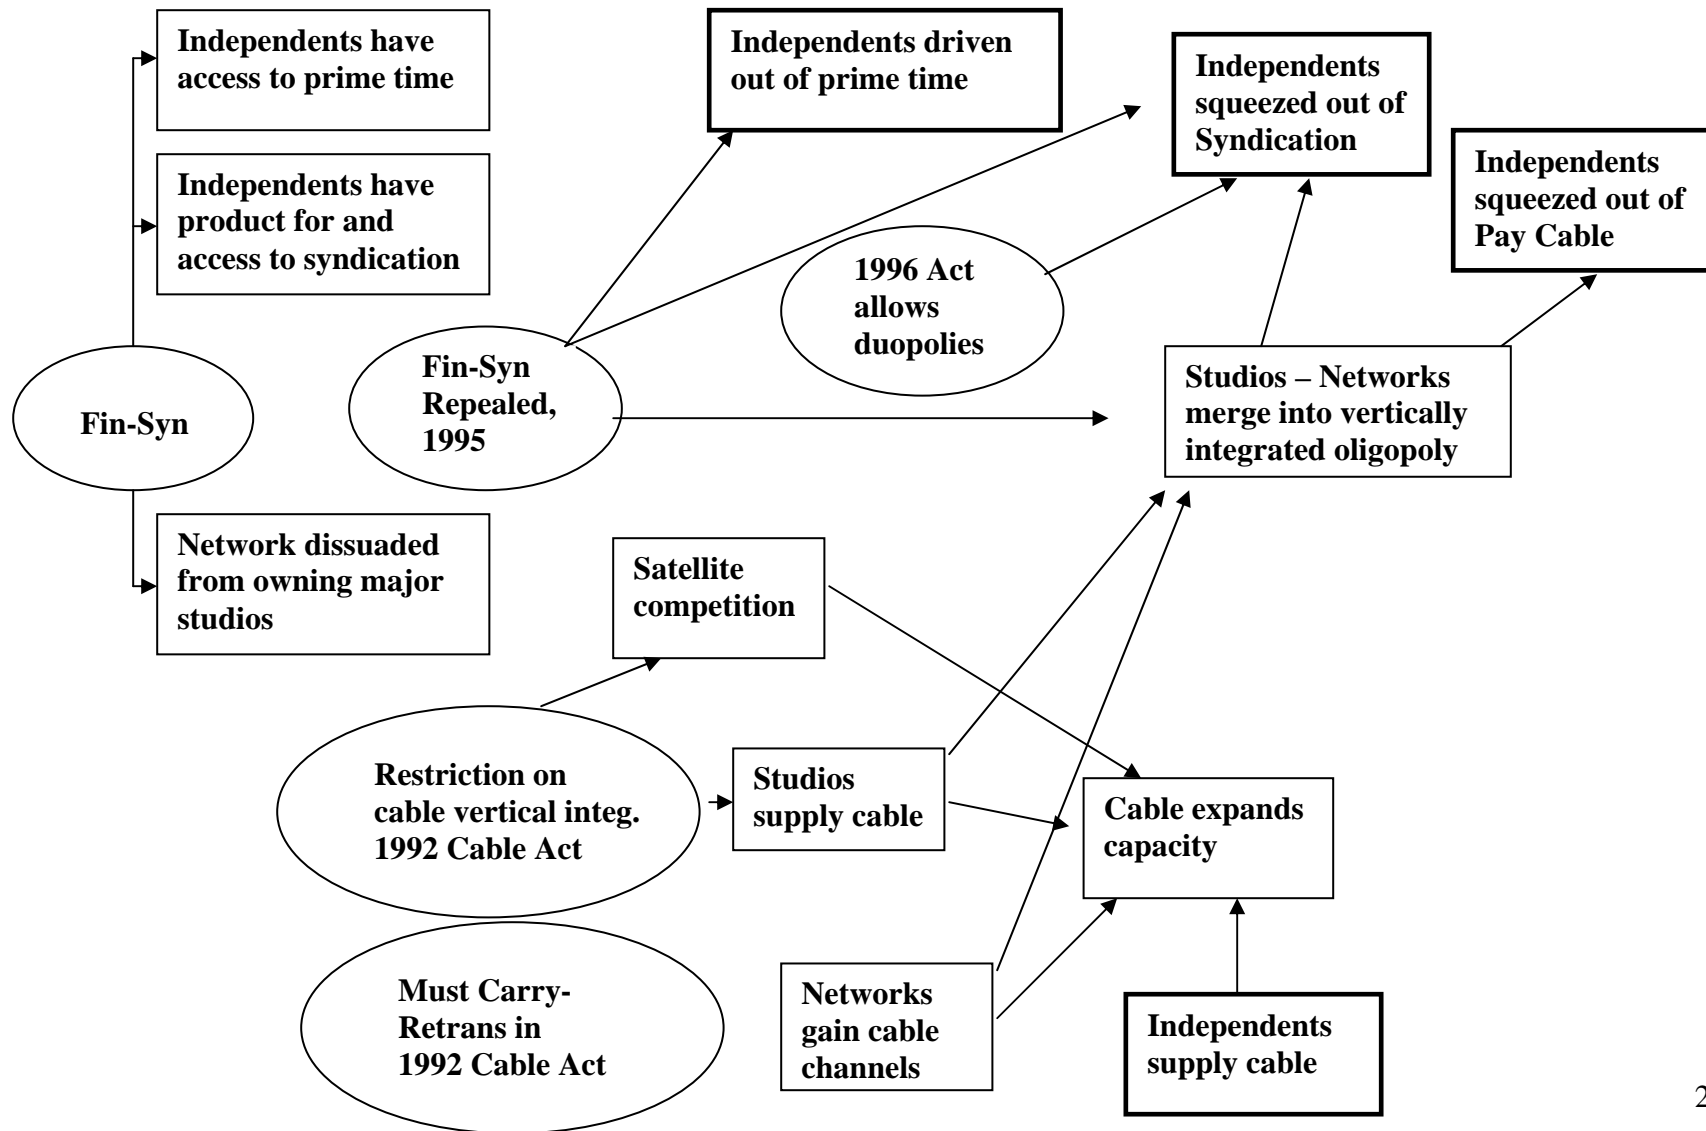 Independents have
access to prime time
Independents driven
out of prime time
Independents
squeezed out of
Syndication
Independents
squeezed out of
Pay Cable
Independents have
product for and
access to syndication
1996 Act
allows
duopolies
Fin-Syn
Fin-Syn
Repealed,
1995
Studios – Networks
merge into vertically
integrated oligopoly
Network dissuaded
from owning major
studios
Satellite
competition
Restriction on
cable vertical integ.
1992 Cable Act
Studios
supply cable
Cable expands
capacity
Must Carry-
Retrans in
1992 Cable Act
Networks
gain cable
channels
Independents
supply cable
2